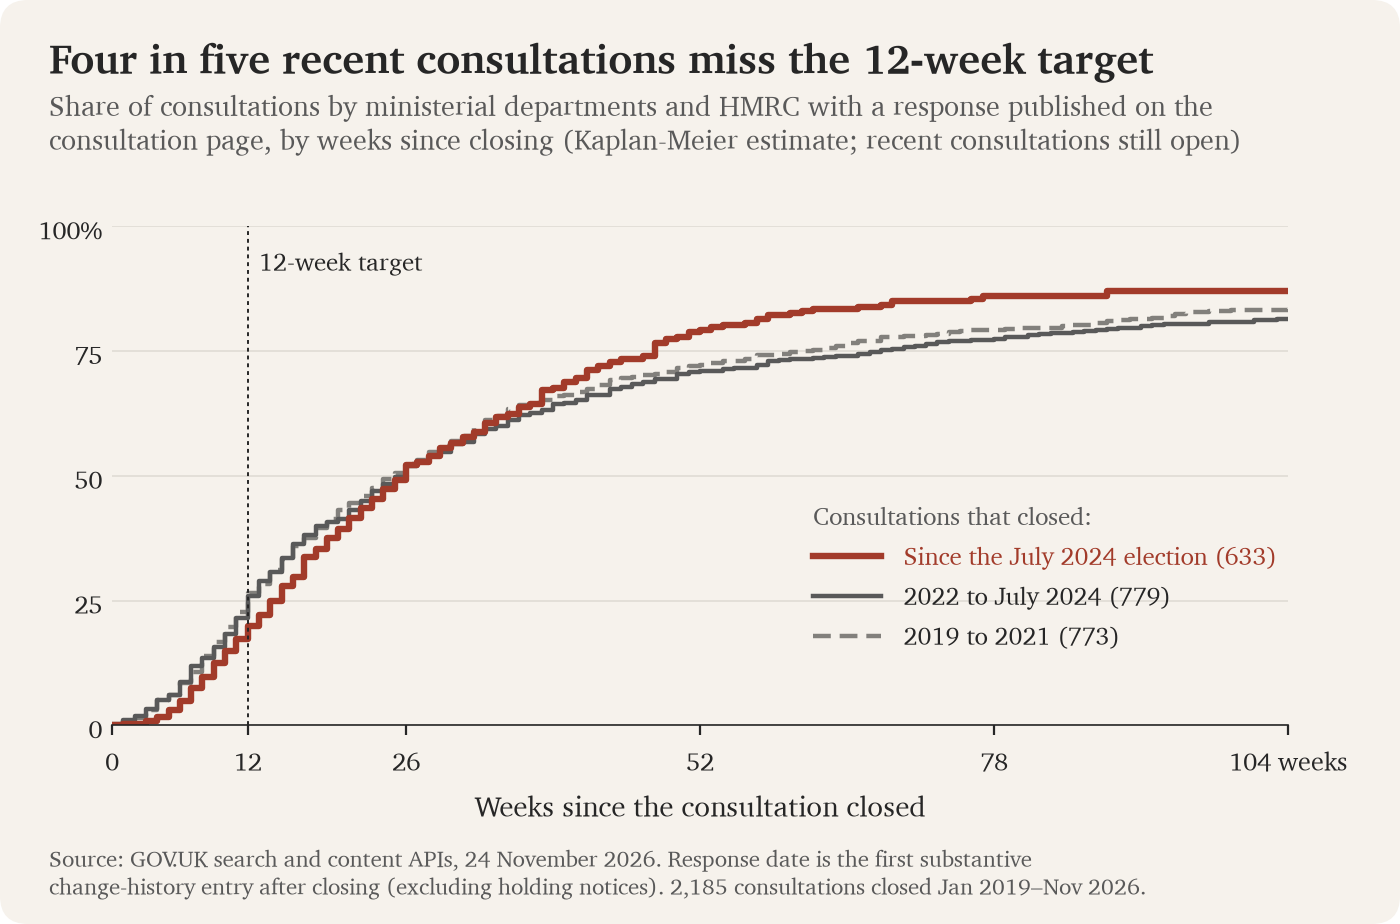 Four in five recent consultations miss the 12-week target
Share of consultations by ministerial departments and HMRC with a response published on the
consultation page, by weeks since closing (Kaplan-Meier estimate; recent consultations still open)
100%
12-week target
75
50
Consultations that closed:
Since the July 2024 election (633)
25
2022 to July 2024 (779)
2019 to 2021 (773)
0
0 12 26 52 78 104 weeks
Weeks since the consultation closed
Source: GOV.UK search and content APIs, 24 November 2026. Response date is the first substantive
change-history entry after closing (excluding holding notices). 2,185 consultations closed Jan 2019–Nov 2026.